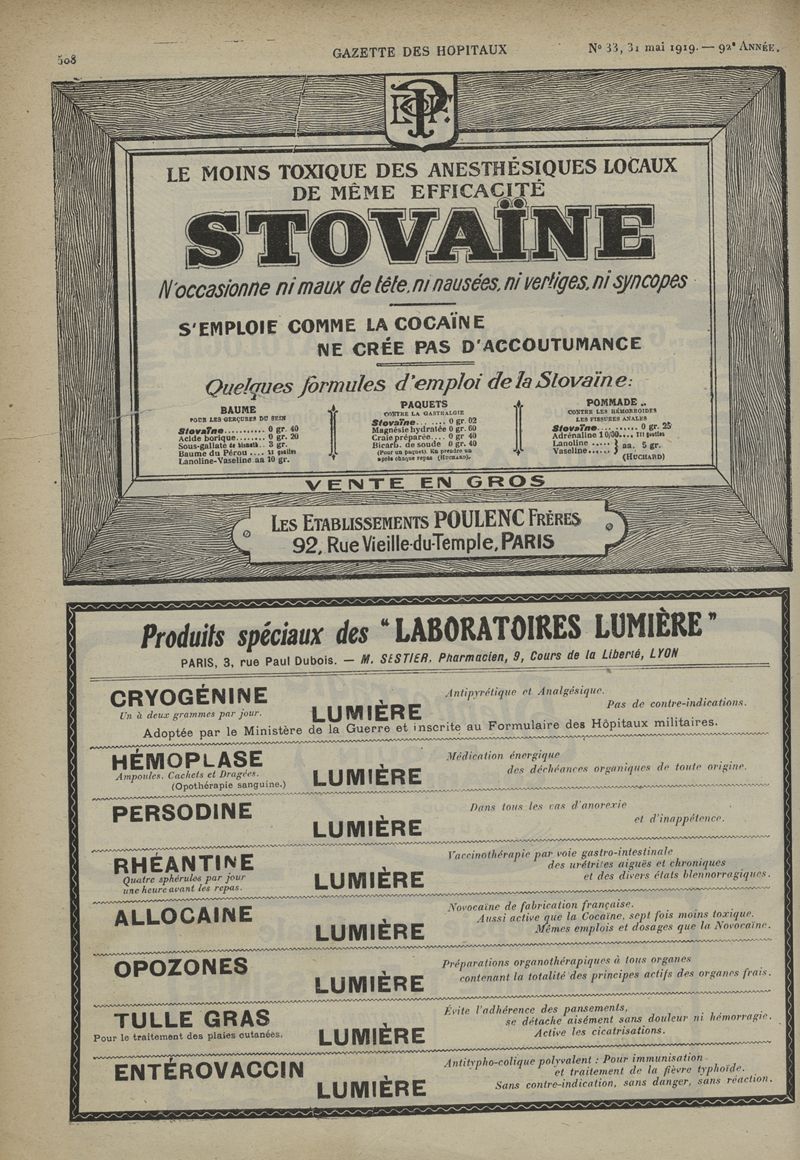 508
GAZETTE DES HOPITAUX
N° 33, 31 mai 1919. — 92e ANNÉE.
LE MOINS TOXIQUE DES ANESTHÉSIQUES LOCAUX
DE MÊME EFFICACITÉ
STOVAÏNE
N'occasionne ni maux de tête, ni nausées, ni vertiges, ni syncopes
S'EMPLOIE COMME LA COCAÏNE
NE CRÉE PAS D'ACCOUTUMANCE
Quelques formules d'emploi de la Stovaïne:
BAUME
POUR LES GERÇURES DU SEIN
Stovaïne........... 0 gr. 40
Acide borique........ 0 gr. 20
Sous-gallate de bismuth.. 3 gr.
Baume du Pérou .... 11 gouttes
Lanoline-Vaseline aa 10 gr.
PAQUETS
CONTRE LA GASTRALGIE
Stovaïne....... 0 gr. 02
Magnésie hydratée 0 gr. 60
Craie préparée.... 0 gr 40
Bicarb. de soude 0 gr. 40
(Pour un paquet). En prendre un
après chaque repas (HUCHARD).
POMMADE
CONTRE LES HÉMORROIDES
LES FISSURES ANALES
Stovaïne......... 0 gr. 25
Adrénaline 1 0/00.... III gouttes
Lanoline ..... } aa. 5 gr.
Vaseline...... }
(HUCHARD)
VENTE EN GROS
LES ETABLISSEMENTS POULENC FRÈRES
92, Rue Vieille-du-Temple, PARIS
Produits spéciaux des "LABORATOIRES LUMIÈRE"
PARIS, 3, rue Paul Dubois. — M. SESTIER, Pharmacien, 9, Cours de la Liberté, LYON
CRYOGÉNINE
Un à deux grammes par jour.
LUMIÈRE
Antipyrétique et Analgésique.
Pas de contre-indications.
Adoptée par le Ministère de la Guerre et inscrite au Formulaire des Hôpitaux militaires.
HÉMOPLASE
Ampoules, Cachets et Dragées.
(Opothérapie sanguine.)
LUMIÈRE
Médication énergique
des déchéances organiques de toute origine.
PERSODINE
LUMIÈRE
Dans tous les cas d'anorexie
et d'inappétence.
RHÉANTINE
Quatre sphérules par jour
une heure avant les repas.
LUMIÈRE
Vaccinothérapie par voie gastro-intestinale
des urétrites aiguës et chroniques
et des divers états blennorragiques.
ALLOCAINE
LUMIÈRE
Novocaïne de fabrication française.
Aussi active que la Cocaïne, sept fois moins toxique.
Mêmes emplois et dosages que la Novocaïne.
OPOZONES
LUMIÈRE
Préparations organothérapiques à tous organes
contenant la totalité des principes actifs des organes frais.
TULLE GRAS
Pour le traitement des plaies cutanées.
LUMIÈRE
Évite l'adhérence des pansements,
se détache aisément sans douleur ni hémorragie.
Active les cicatrisations.
ENTÉROVACCIN
LUMIÈRE
Antitypho-colique polyvalent : Pour immunisation
et traitement de la fièvre typhoïde.
Sans contre-indication, sans danger, sans réaction.